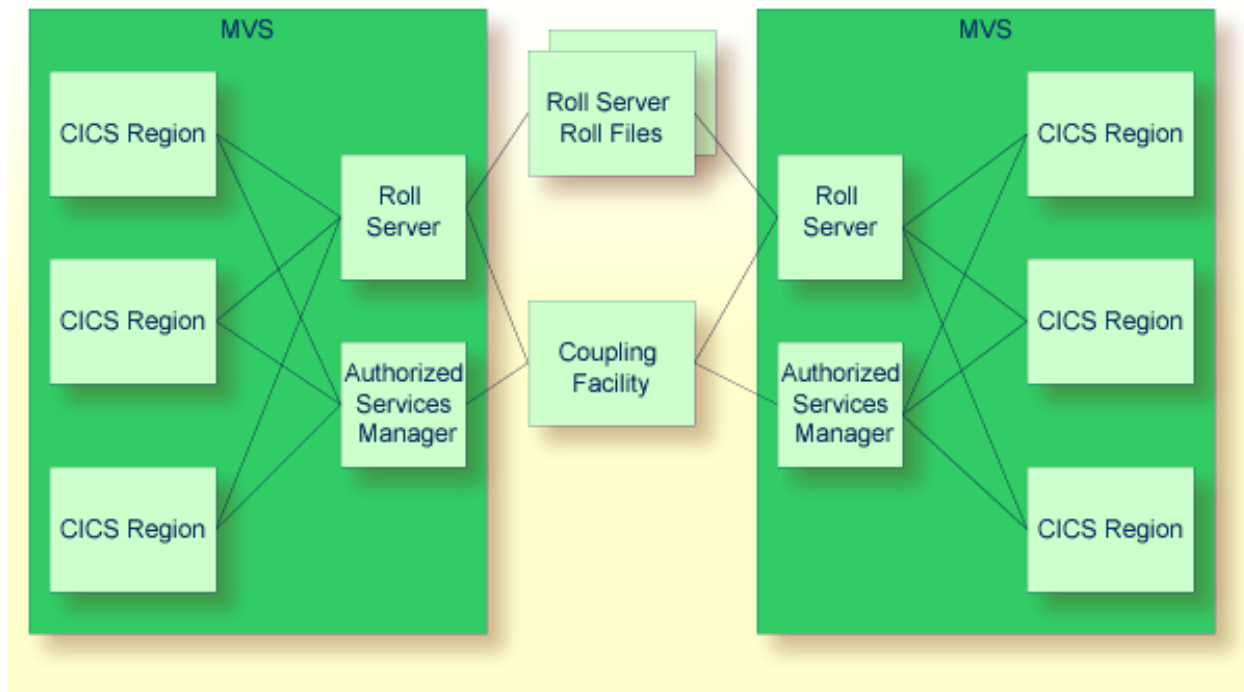 MVS
CICS Region
CICS Region
CICS Region
Roll
Server
Authorized
Services
Manager
Roll Server
Roll Files
Coupling
Facility
MVS
Roll
Server
Authorized
Services
Manager
CICS Region
CICS Region
CICS Region